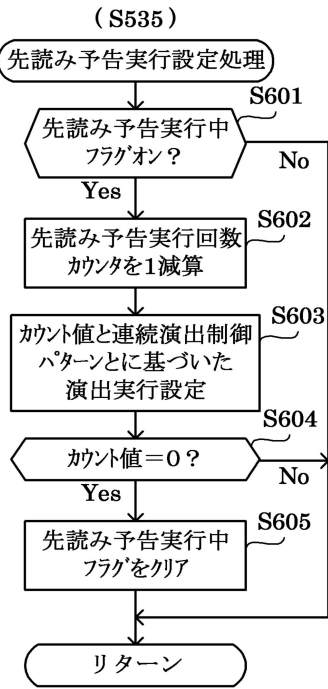 (S535)
先読み予告実行設定処理
S601
先読み予告実行中
フラグオン？
No
Yes
S602
先読み予告実行回数
カウンタを１減算
S603
カウント値と連続演出制御
パターンとに基づいた
演出実行設定
S604
カウント値＝０？
No
Yes
S605
先読み予告実行中
フラグをクリア
リターン